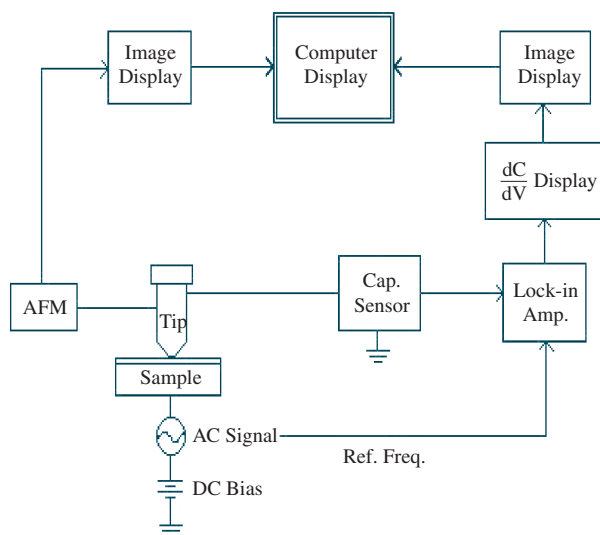 Image
Display
Computer
Display
Image
Display
dC
dV Display
AFM
Tip
Cap.
Sensor
Lock-in
Amp.
Sample
AC Signal
Ref. Freq.
DC Bias